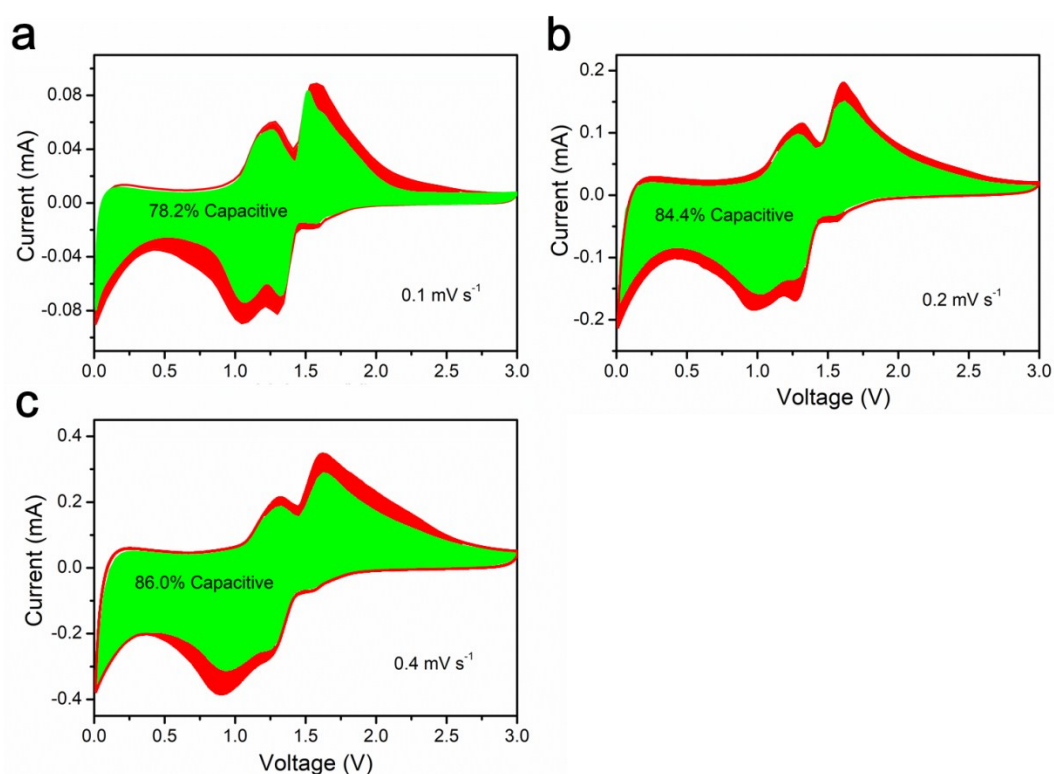 a
Current (mA)
0.08
0.04
0.00
-0.04
-0.08
78.2% Capacitive
0.1 mV s⁻¹
0.0 0.5 1.0 1.5 2.0 2.5 3.0
b
Current (mA)
0.2
0.1
0.0
-0.1
-0.2
84.4% Capacitive
0.2 mV s⁻¹
0.0 0.5 1.0 1.5 2.0 2.5 3.0
Voltage (V)
c
Current (mA)
0.4
0.2
0.0
-0.2
-0.4
86.0% Capacitive
0.4 mV s⁻¹
0.0 0.5 1.0 1.5 2.0 2.5 3.0
Voltage (V)